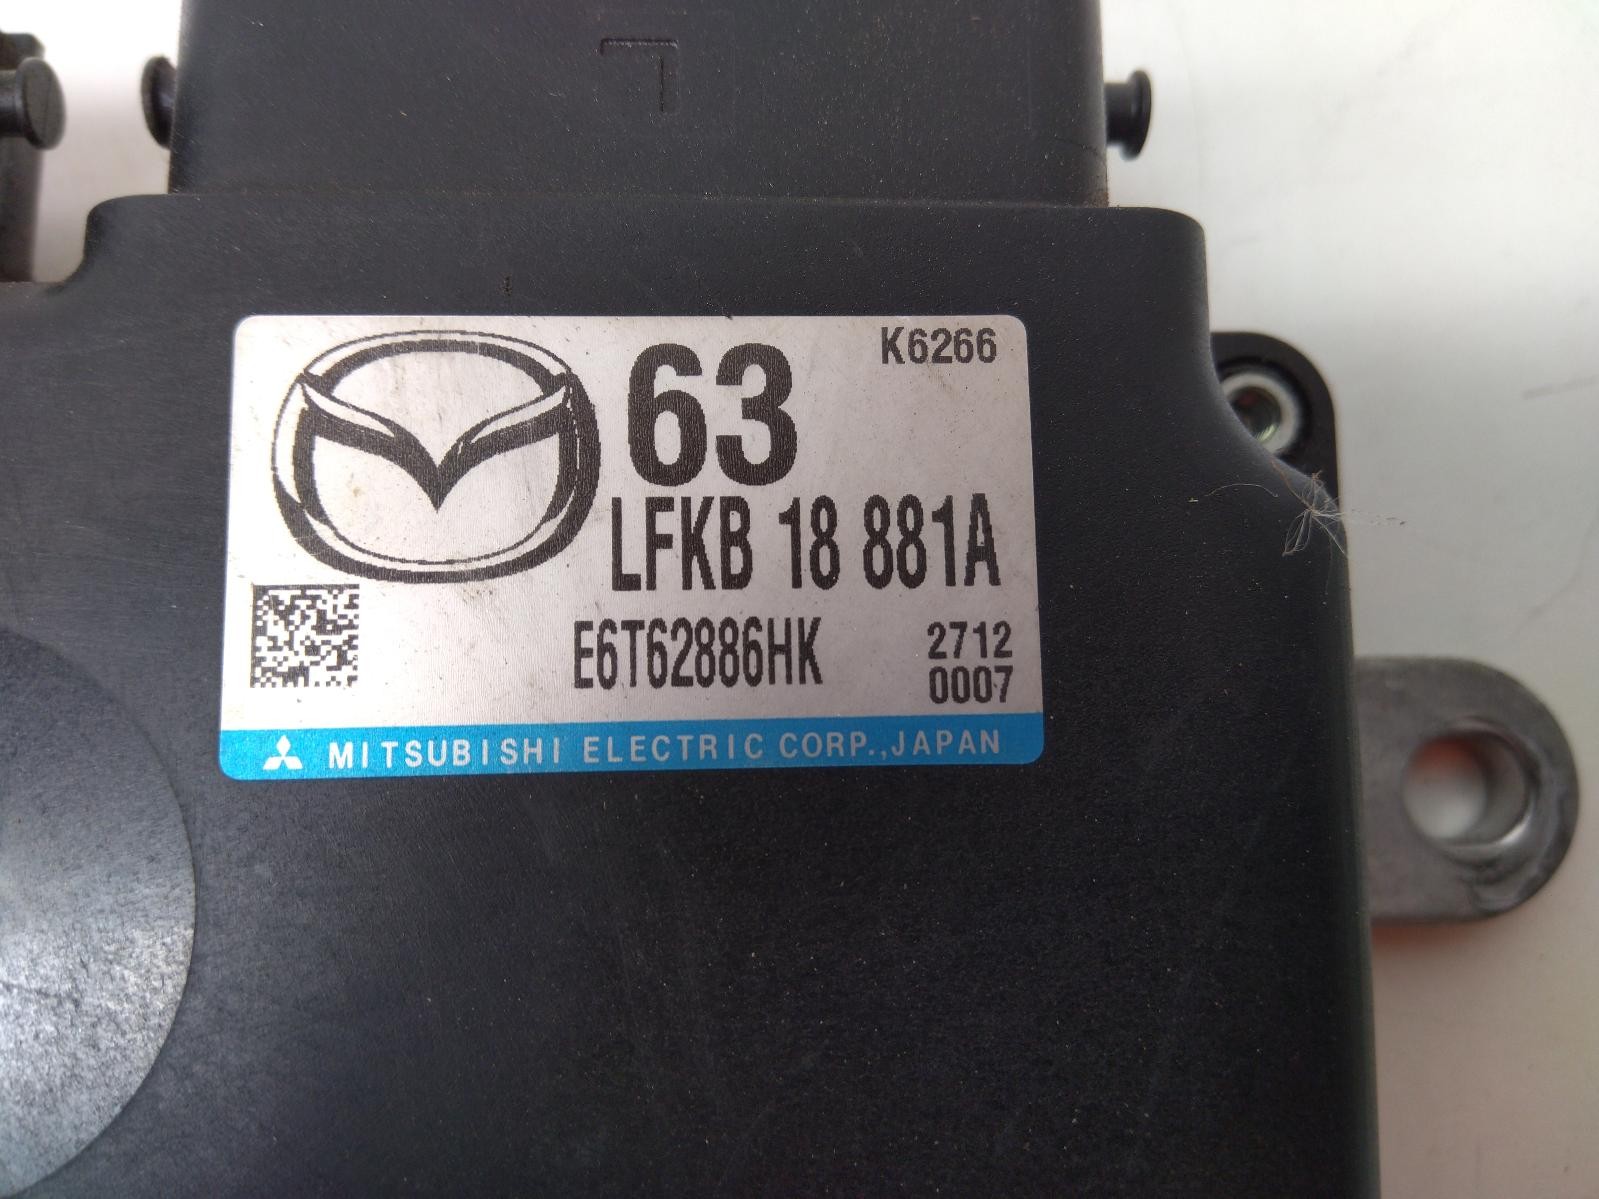 L
K6266
63
LFKB 18 881A
E6T62886HK
2712
0007
MITSUBISHI ELECTRIC CORP.,JAPAN